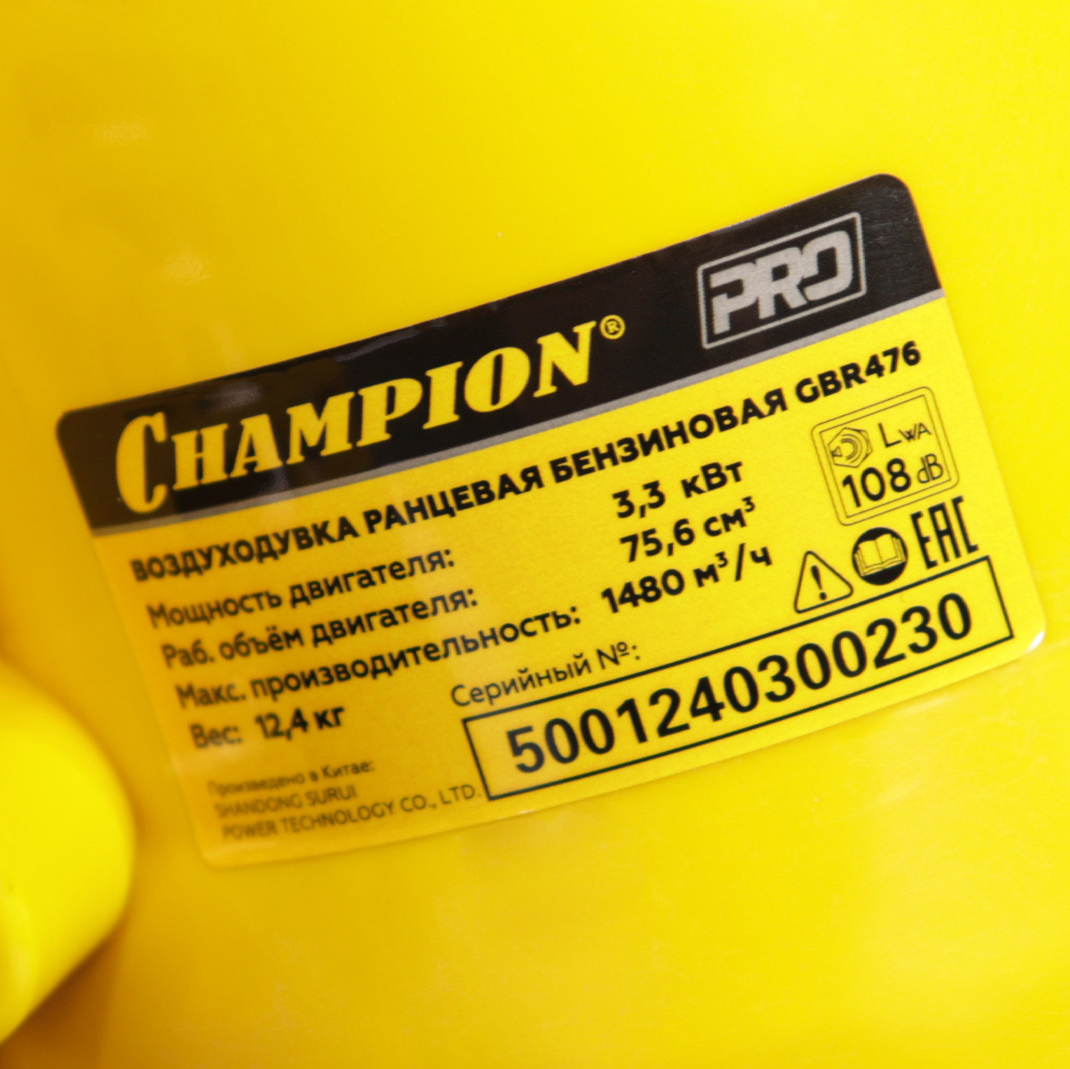 CHAMPION®
PRO
ВОЗДУХОДУВКА РАНЦЕВАЯ БЕНЗИНОВАЯ GBR476
Мощность двигателя: 3,3 кВт
Раб. объём двигателя: 75,6 см³
Макс. производительность: 1480 м³/ч
Вес: 12,4 кг
LWA
108 dB
EAC
Серийный №:
5001240300230
Произведено в Китае:
SHANDONG SURUI
POWER TECHNOLOGY CO., LTD.